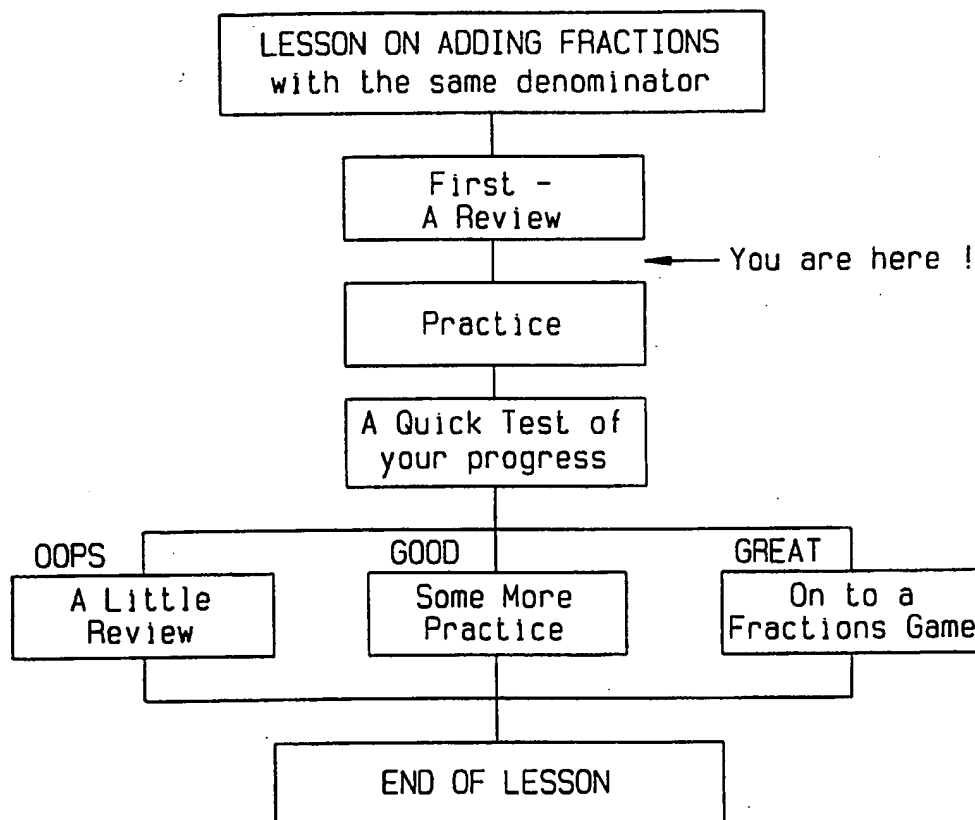 LESSON ON ADDING FRACTIONS
with the same denominator
First -
A Review
You are here !
Practice
A Quick Test of
your progress
OOPS
A Little
Review
GOOD
Some More
Practice
GREAT
On to a
Fractions Game
END OF LESSON